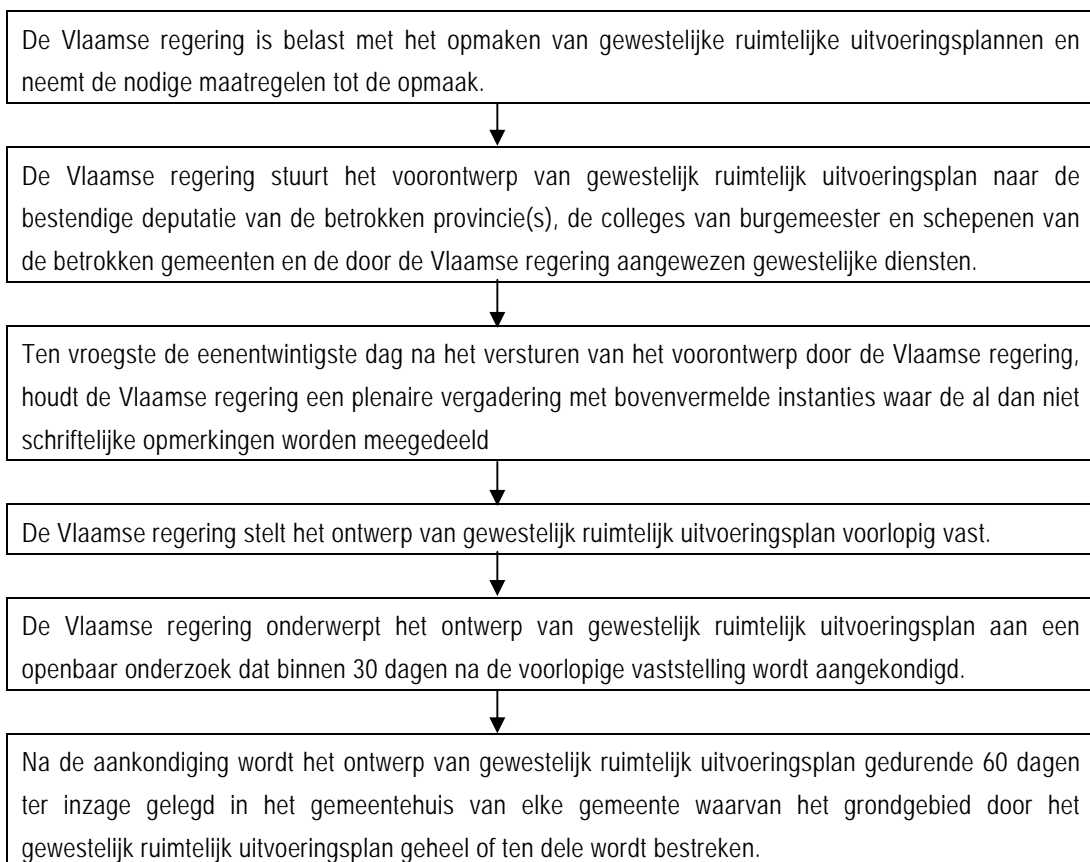 De Vlaamse regering is belast met het opmaken van gewestelijke ruimtelijke uitvoeringsplannen en
neemt de nodige maatregelen tot de opmaak.
De Vlaamse regering stuurt het voorontwerp van gewestelijk ruimtelijk uitvoeringsplan naar de
bestendige deputatie van de betrokken provincie(s), de colleges van burgemeester en schepenen van
de betrokken gemeenten en de door de Vlaamse regering aangewezen gewestelijke diensten.
Ten vroegste de eenentwintigste dag na het versturen van het voorontwerp door de Vlaamse regering,
houdt de Vlaamse regering een plenaire vergadering met bovenvermelde instanties waar de al dan niet
schriftelijke opmerkingen worden meegedeeld
De Vlaamse regering stelt het ontwerp van gewestelijk ruimtelijk uitvoeringsplan voorlopig vast.
De Vlaamse regering onderwerpt het ontwerp van gewestelijk ruimtelijk uitvoeringsplan aan een
openbaar onderzoek dat binnen 30 dagen na de voorlopige vaststelling wordt aangekondigd.
Na de aankondiging wordt het ontwerp van gewestelijk ruimtelijk uitvoeringsplan gedurende 60 dagen
ter inzage gelegd in het gemeentehuis van elke gemeente waarvan het grondgebied door het
gewestelijk ruimtelijk uitvoeringsplan geheel of ten dele wordt bestreken.